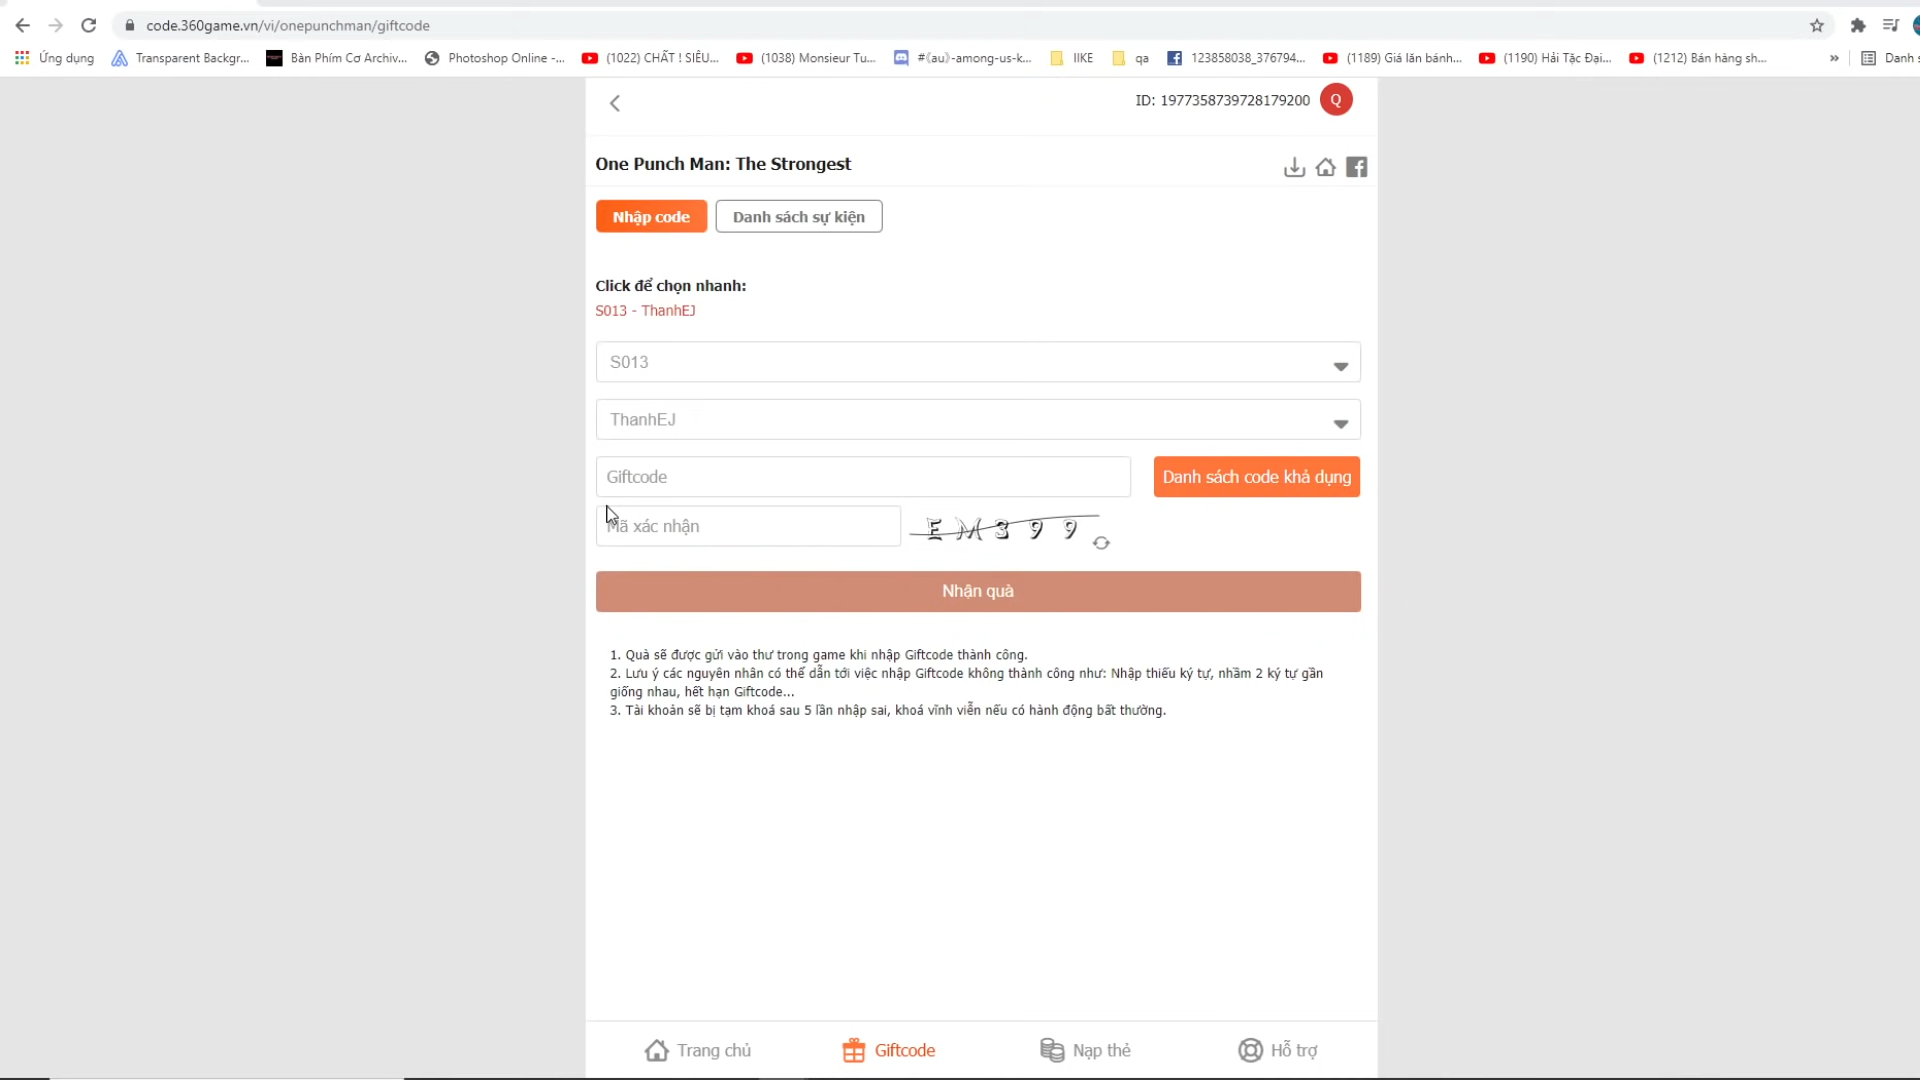 code.360game.vn/vi/onepunchman/giftcode
Ứng dụng
Transparent Backgr...
Bàn Phím Cơ Archiv...
Photoshop Online -...
(1022) CHẤT ! SIÊU...
(1038) Monsieur Tu...
#《au》-among-us-k...
IIKE
qa
123858038_376794...
(1189) Giá lăn bánh...
(1190) Hải Tặc Đại...
(1212) Bán hàng sh...
»
Danh s
ID: 1977358739728179200
Q
One Punch Man: The Strongest
Nhập code
Danh sách sự kiện
Click để chọn nhanh:
S013 - ThanhEJ
S013
ThanhEJ
Giftcode
Danh sách code khả dụng
Mã xác nhận
EM399
Nhận quà
1. Quà sẽ được gửi vào thư trong game khi nhập Giftcode thành công.
2. Lưu ý các nguyên nhân có thể dẫn tới việc nhập Giftcode không thành công như: Nhập thiếu ký tự, nhầm 2 ký tự gần
giống nhau, hết hạn Giftcode...
3. Tài khoản sẽ bị tạm khoá sau 5 lần nhập sai, khoá vĩnh viễn nếu có hành động bất thường.
Trang chủ
Giftcode
Nạp thẻ
Hỗ trợ